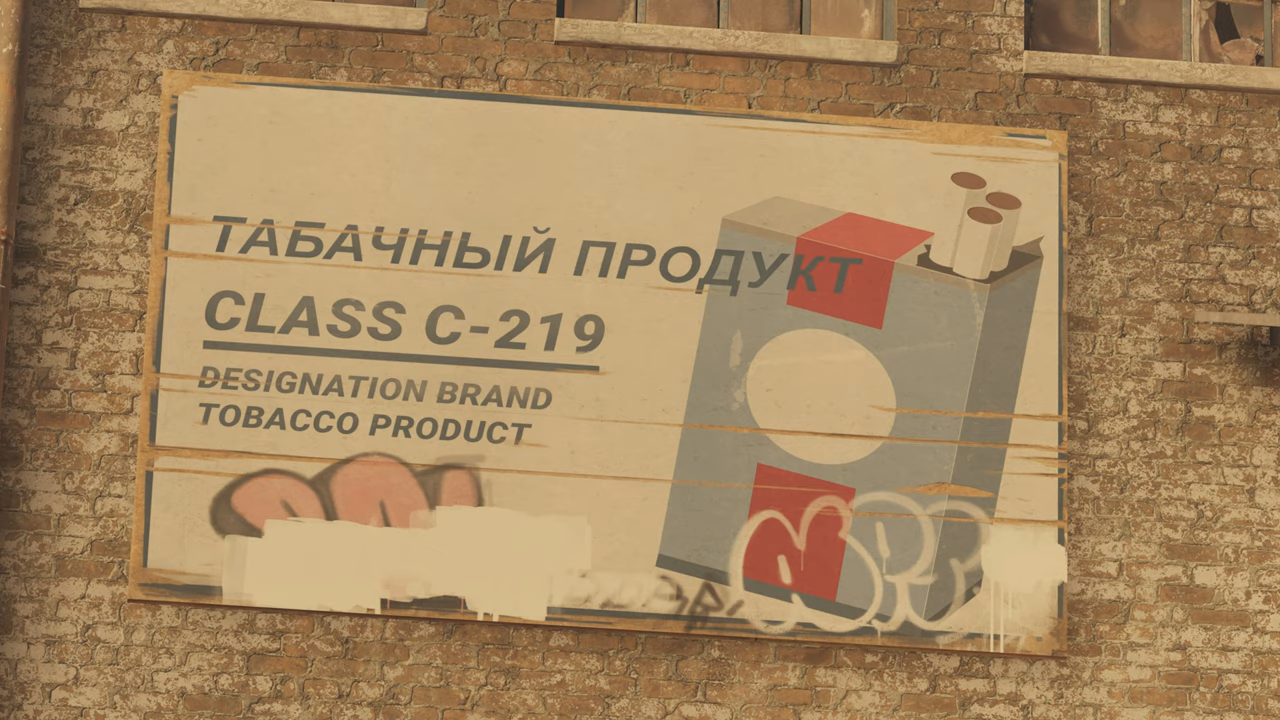 ТАБАЧНЫЙ ПРОДУКТ
CLASS C-219
DESIGNATION BRAND
TOBACCO PRODUCT